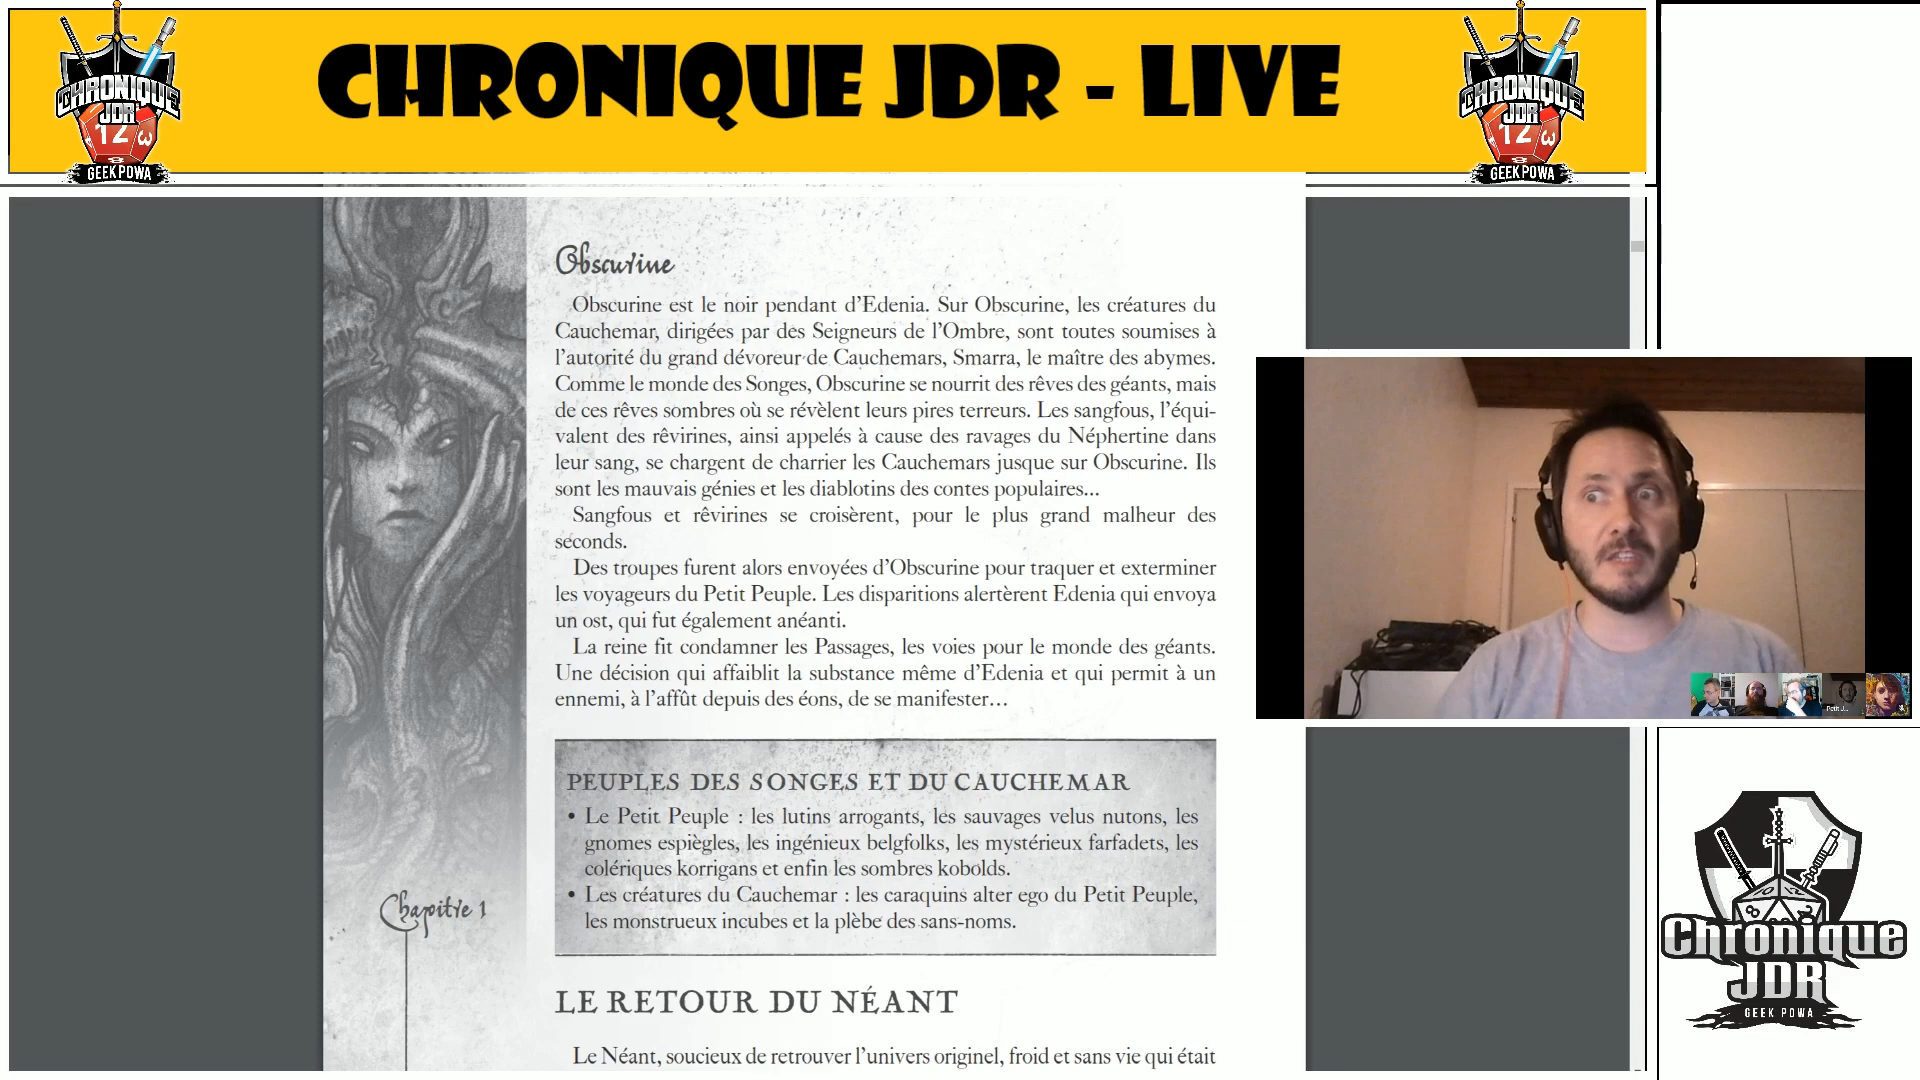 CHRONIQUE JDR - LIVE
CHRONIQUE
JDR
12
GEEK POWA
CHRONIQUE
JDR
12
GEEK POWA
Obscurine
Obscurine est le noir pendant d’Edenia. Sur Obscurine, les créatures du
Cauchemar, dirigées par des Seigneurs de l’Ombre, sont toutes soumises à
l’autorité du grand dévoreur de Cauchemars, Smarra, le maître des abymes.
Comme le monde des Songes, Obscurine se nourrit des rêves des géants, mais
de ces rêves sombres où se révèlent leurs pires terreurs. Les sangfous, l’équi-
valent des rêvirines, ainsi appelés à cause des ravages du Néphertine dans
leur sang, se chargent de charrier les Cauchemars jusque sur Obscurine. Ils
sont les mauvais génies et les diablotins des contes populaires...
Sangfous et rêvirines se croisèrent, pour le plus grand malheur des
seconds.
Des troupes furent alors envoyées d’Obscurine pour traquer et exterminer
les voyageurs du Petit Peuple. Les disparitions alertèrent Edenia qui envoya
un ost, qui fut également anéanti.
La reine fit condamner les Passages, les voies pour le monde des géants.
Une décision qui affaiblit la substance même d’Edenia et qui permit à un
ennemi, à l’affût depuis des éons, de se manifester…
PEUPLES DES SONGES ET DU CAUCHEMAR
• Le Petit Peuple : les lutins arrogants, les sauvages velus nutons, les
gnomes espiègles, les ingénieux belgfolks, les mystérieux farfadets, les
colériques korrigans et enfin les sombres kobolds.
• Les créatures du Cauchemar : les caraquins alter ego du Petit Peuple,
les monstrueux incubes et la plèbe des sans-noms.
Chapitre 1
LE RETOUR DU NÉANT
Le Néant, soucieux de retrouver l’univers originel, froid et sans vie qui était
Petit J...
Chronique
JDR
GEEK POWA